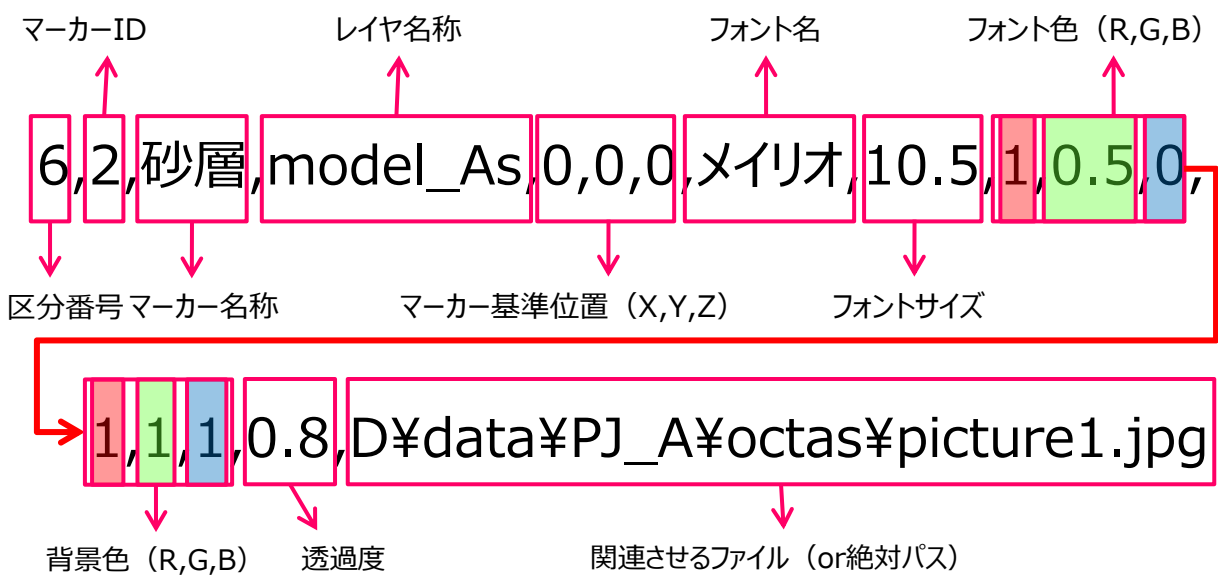 マーカーID レイヤ名称 フォント名 フォント色（R,G,B）
6,2,砂層,model_As,0,0,0,メイリオ,10.5,1,0.5,0,
区分番号 マーカー名称 マーカー基準位置（X,Y,Z） フォントサイズ
1,1,1,0.8,D¥data¥PJ_A¥octas¥picture1.jpg
背景色（R,G,B） 透過度 関連させるファイル（or絶対パス）